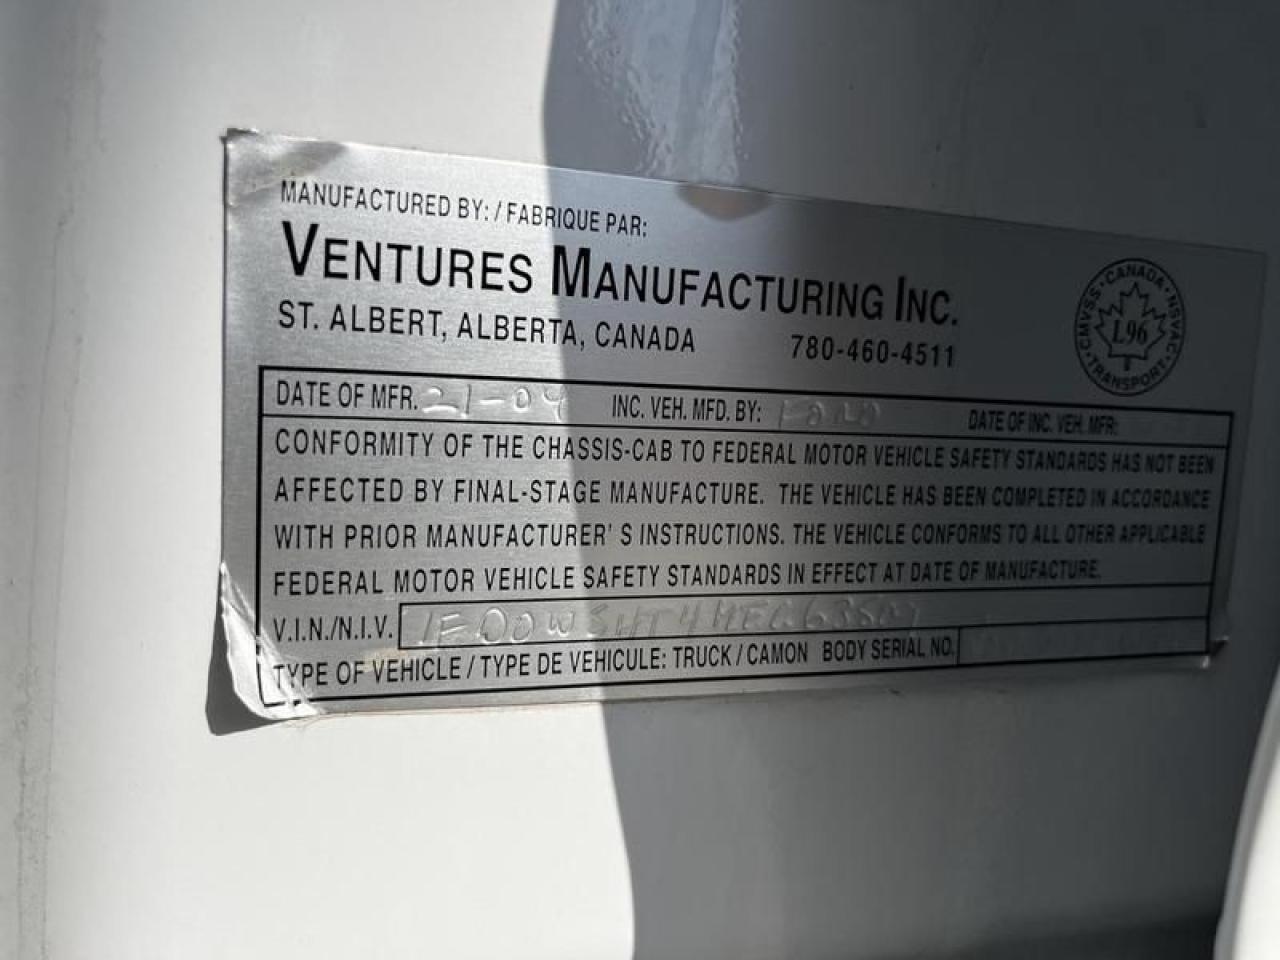 MANUFACTURED BY: / FABRIQUE PAR:
VENTURES MANUFACTURING INC.
ST. ALBERT, ALBERTA, CANADA 780-460-4511
CANADA · NSVAC · TRANSPORT · CMVSS
L96
DATE OF MFR. 21-04 INC. VEH. MFD. BY: FORD DATE OF INC. VEH. MFR:
CONFORMITY OF THE CHASSIS-CAB TO FEDERAL MOTOR VEHICLE SAFETY STANDARDS HAS NOT BEEN
AFFECTED BY FINAL-STAGE MANUFACTURE. THE VEHICLE HAS BEEN COMPLETED IN ACCORDANCE
WITH PRIOR MANUFACTURER' S INSTRUCTIONS. THE VEHICLE CONFORMS TO ALL OTHER APPLICABLE
FEDERAL MOTOR VEHICLE SAFETY STANDARDS IN EFFECT AT DATE OF MANUFACTURE.
V.I.N./N.I.V.
TYPE OF VEHICLE / TYPE DE VEHICULE: TRUCK / CAMON BODY SERIAL NO.